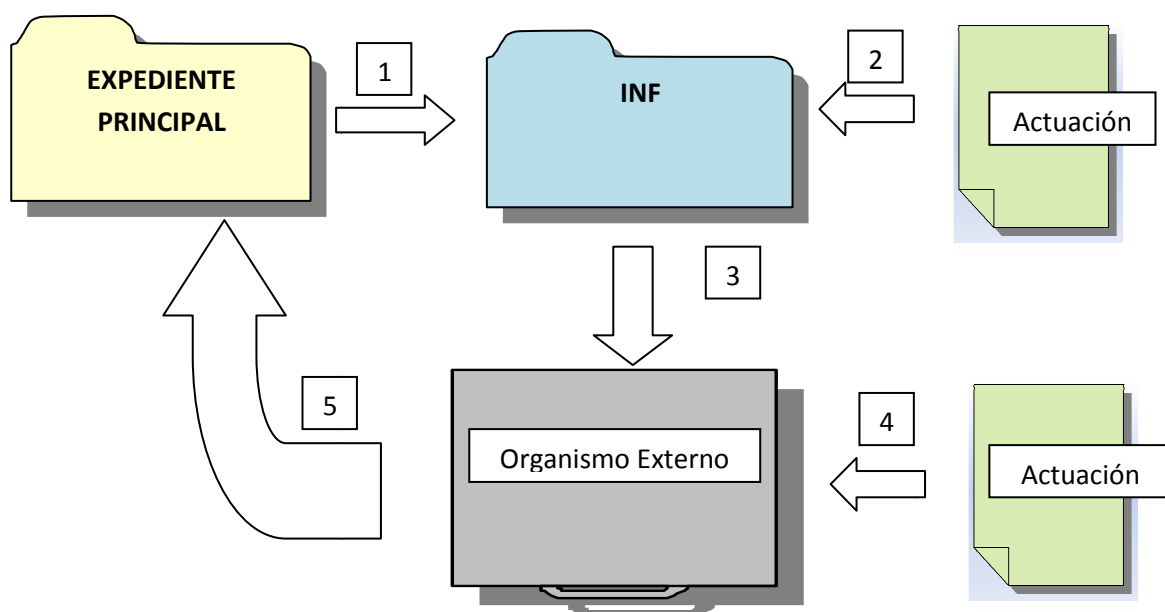 EXPEDIENTE
PRINCIPAL
1
INF
2
Actuación
3
5
Organismo Externo
4
Actuación